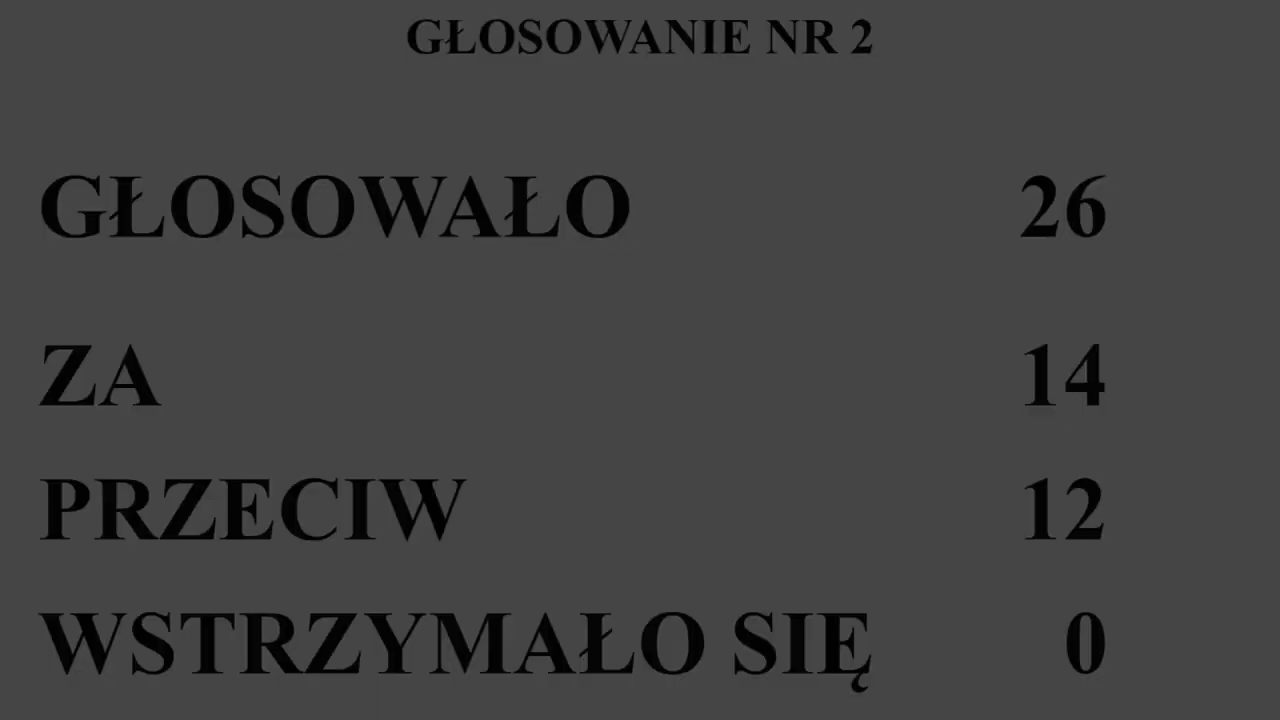 GŁOSOWANIE NR 2
GŁOSOWAŁO 26
ZA 14
PRZECIW 12
WSTRZYMAŁO SIĘ 0